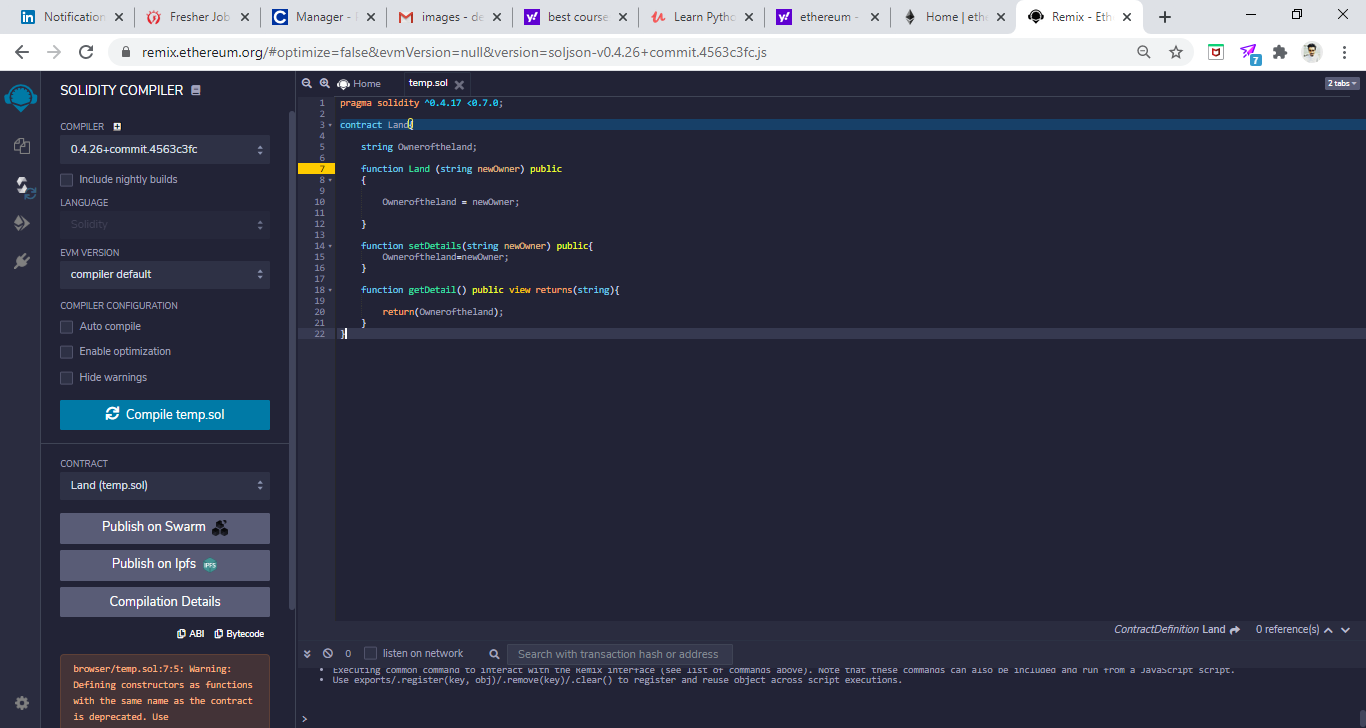 Notification
Fresher Job
Manager -
images - de
best course
Learn Pytho
ethereum -
Home | eth
Remix - Eth
remix.ethereum.org/#optimize=false&evmVersion=null&version=soljson-v0.4.26+commit.4563c3fc.js
7
SOLIDITY COMPILER
COMPILER
0.4.26+commit.4563c3fc
Include nightly builds
LANGUAGE
Solidity
EVM VERSION
compiler default
COMPILER CONFIGURATION
Auto compile
Enable optimization
Hide warnings
Compile temp.sol
CONTRACT
Land (temp.sol)
Publish on Swarm
Publish on Ipfs IPFS
Compilation Details
ABI Bytecode
browser/temp.sol:7:5: Warning:
Defining constructors as functions
with the same name as the contract
is deprecated. Use
Home temp.sol 2 tabs
1 pragma solidity ^0.4.17 <0.7.0;
2
3 contract Land{
4
5 string Owneroftheland;
6
7 function Land (string newOwner) public
8 {
9
10 Owneroftheland = newOwner;
11
12 }
13
14 function setDetails(string newOwner) public{
15 Owneroftheland=newOwner;
16 }
17
18 function getDetail() public view returns(string){
19
20 return(Owneroftheland);
21 }
22 }
ContractDefinition Land 0 reference(s)
0 listen on network Search with transaction hash or address
• Executing common command to interact with the Remix interface (see list of commands above). Note that these commands can also be included and run from a JavaScript script.
• Use exports/.register(key, obj)/.remove(key)/.clear() to register and reuse object across script executions.
>